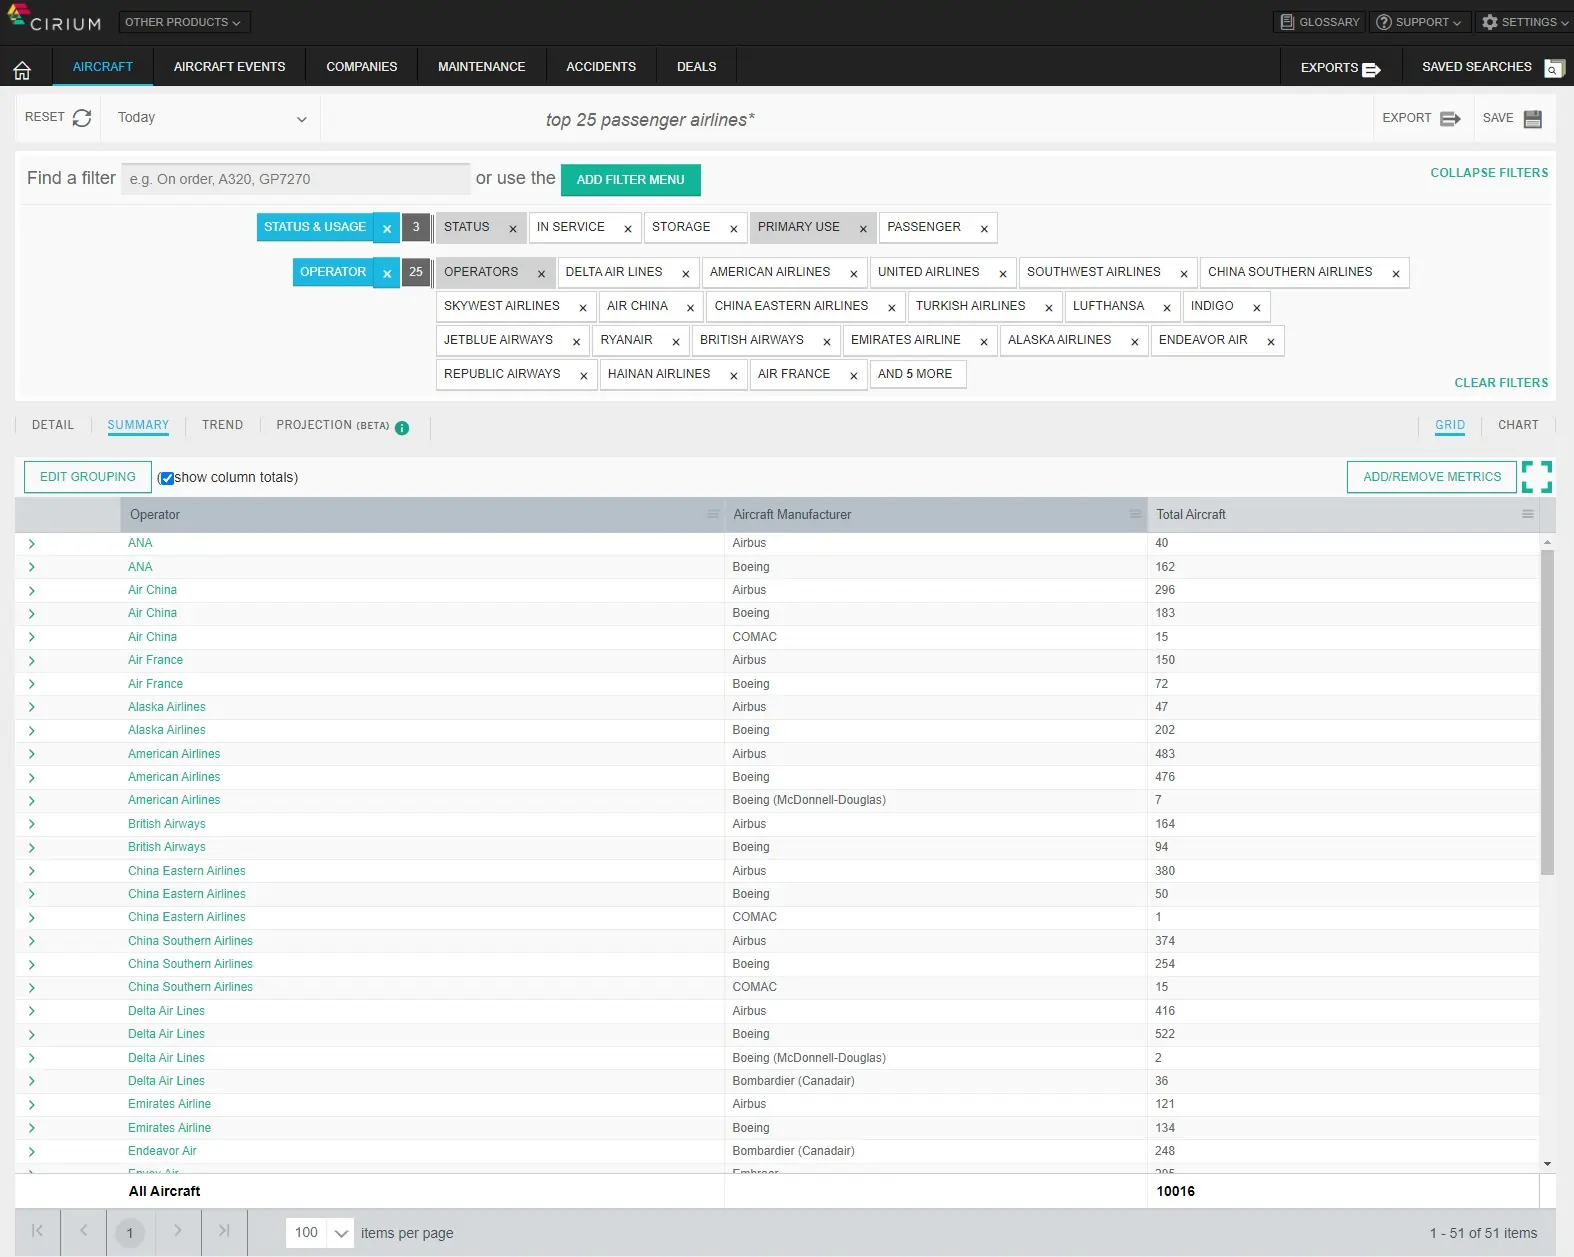 CIRIUM OTHER PRODUCTS GLOSSARY SUPPORT SETTINGS
AIRCRAFT AIRCRAFT EVENTS COMPANIES MAINTENANCE ACCIDENTS DEALS EXPORTS SAVED SEARCHES
RESET Today top 25 passenger airlines* EXPORT SAVE
Find a filter e.g. On order, A320, GP7270 or use the ADD FILTER MENU COLLAPSE FILTERS
STATUS & USAGE × 3 STATUS × IN SERVICE × STORAGE × PRIMARY USE × PASSENGER ×
OPERATOR × 25 OPERATORS × DELTA AIR LINES × AMERICAN AIRLINES × UNITED AIRLINES × SOUTHWEST AIRLINES × CHINA SOUTHERN AIRLINES ×
SKYWEST AIRLINES × AIR CHINA × CHINA EASTERN AIRLINES × TURKISH AIRLINES × LUFTHANSA × INDIGO ×
JETBLUE AIRWAYS × RYANAIR × BRITISH AIRWAYS × EMIRATES AIRLINE × ALASKA AIRLINES × ENDEAVOR AIR ×
REPUBLIC AIRWAYS × HAINAN AIRLINES × AIR FRANCE × AND 5 MORE
CLEAR FILTERS
DETAIL SUMMARY TREND PROJECTION (BETA) i GRID CHART
EDIT GROUPING (show column totals) ADD/REMOVE METRICS
Operator Aircraft Manufacturer Total Aircraft
ANA Airbus 40
ANA Boeing 162
Air China Airbus 296
Air China Boeing 183
Air China COMAC 15
Air France Airbus 150
Air France Boeing 72
Alaska Airlines Airbus 47
Alaska Airlines Boeing 202
American Airlines Airbus 483
American Airlines Boeing 476
American Airlines Boeing (McDonnell-Douglas) 7
British Airways Airbus 164
British Airways Boeing 94
China Eastern Airlines Airbus 380
China Eastern Airlines Boeing 50
China Eastern Airlines COMAC 1
China Southern Airlines Airbus 374
China Southern Airlines Boeing 254
China Southern Airlines COMAC 15
Delta Air Lines Airbus 416
Delta Air Lines Boeing 522
Delta Air Lines Boeing (McDonnell-Douglas) 2
Delta Air Lines Bombardier (Canadair) 36
Emirates Airline Airbus 121
Emirates Airline Boeing 134
Endeavor Air Bombardier (Canadair) 248
Envoy Air Embraer
All Aircraft 10016
1 100 items per page 1 - 51 of 51 items